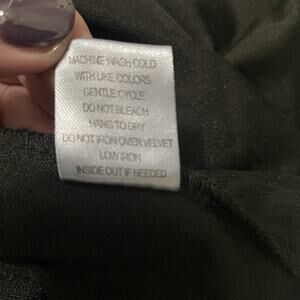 MACHINE WASH COLD
WITH LIKE COLORS
GENTLE CYCLE
DO NOT BLEACH
HANG TO DRY
DO NOT IRON OVER VELVET
LOW IRON
INSIDE OUT IF NEEDED